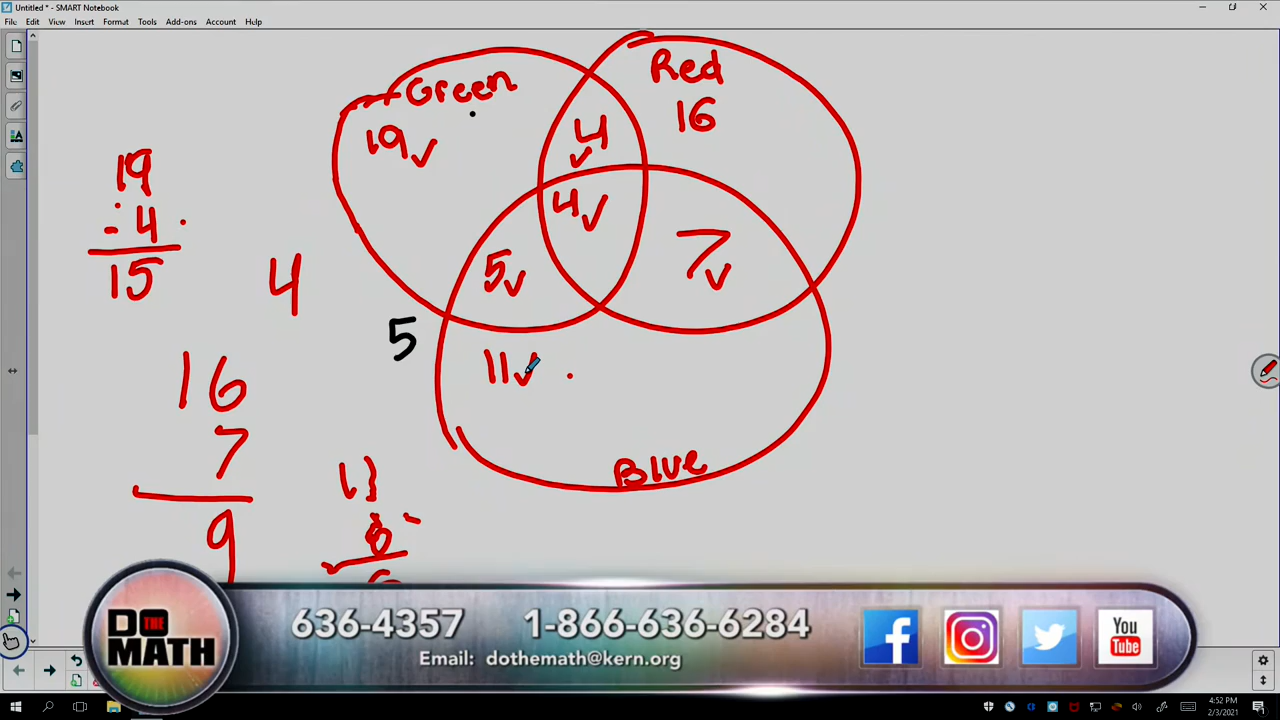 Untitled * - SMART Notebook
File Edit View Insert Format Tools Add-ons Account Help
Green
19
Red
16
4
4
5
7
11
Blue
19
- 4
15
4
5
16
7
9
13
DO THE MATH
636-4357 1-866-636-6284
Email: dothemath@kern.org
f
You
Tube
4:52 PM
2/3/2021